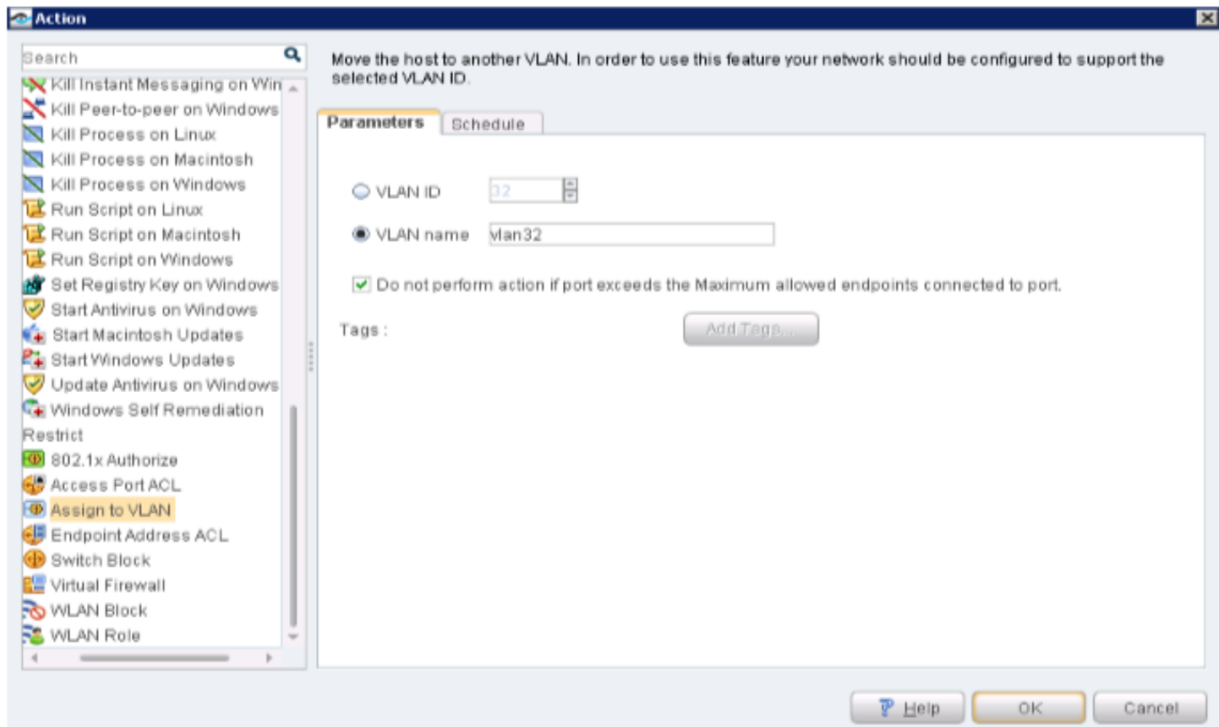 Action
Search
Kill Instant Messaging on Win
Kill Peer-to-peer on Windows
Kill Process on Linux
Kill Process on Macintosh
Kill Process on Windows
Run Script on Linux
Run Script on Macintosh
Run Script on Windows
Set Registry Key on Windows
Start Antivirus on Windows
Start Macintosh Updates
Start Windows Updates
Update Antivirus on Windows
Windows Self Remediation
Restrict
802.1x Authorize
Access Port ACL
Assign to VLAN
Endpoint Address ACL
Switch Block
Virtual Firewall
WLAN Block
WLAN Role
Move the host to another VLAN. In order to use this feature your network should be configured to support the
selected VLAN ID.
Parameters Schedule
VLAN ID 32
VLAN name vlan32
Do not perform action if port exceeds the Maximum allowed endpoints connected to port.
Tags : Add Tags...
Help OK Cancel